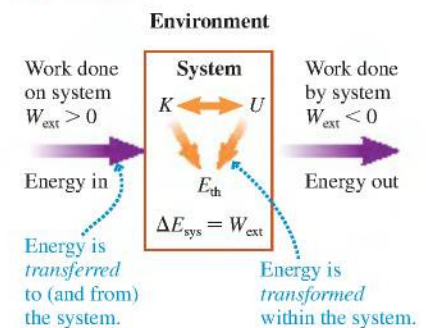 Environment
Work done
on system
W_ext > 0
Energy in
System
K U
E_th
ΔE_sys = W_ext
Work done
by system
W_ext < 0
Energy out
Energy is
transferred
to (and from)
the system.
Energy is
transformed
within the system.